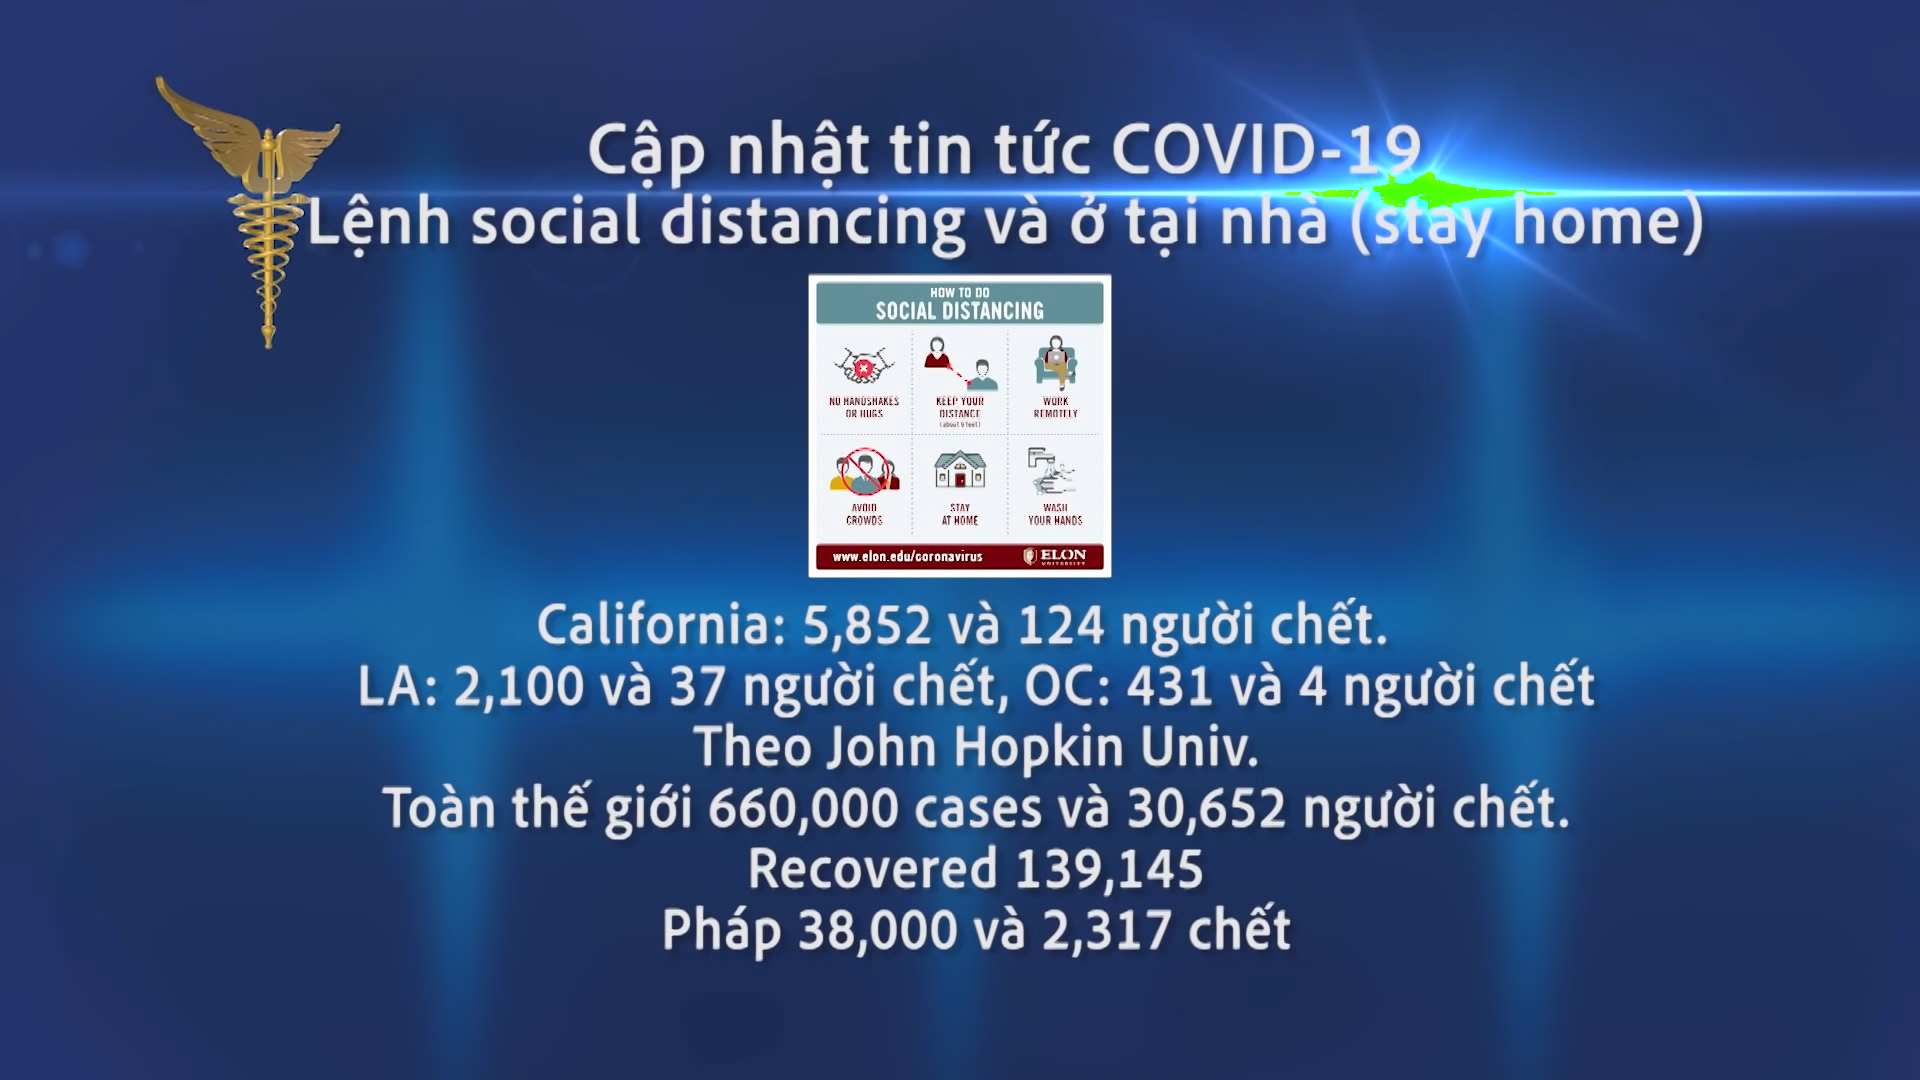 Cập nhật tin tức COVID-19
Lệnh social distancing và ở tại nhà (stay home)
HOW TO DO
SOCIAL DISTANCING
NO HANDSHAKES
OR HUGS
KEEP YOUR
DISTANCE
(about 6 feet)
WORK
REMOTELY
AVOID
CROWDS
STAY
AT HOME
WASH
YOUR HANDS
www.elon.edu/coronavirus
ELON
UNIVERSITY
California: 5,852 và 124 người chết.
LA: 2,100 và 37 người chết, OC: 431 và 4 người chết
Theo John Hopkin Univ.
Toàn thế giới 660,000 cases và 30,652 người chết.
Recovered 139,145
Pháp 38,000 và 2,317 chết